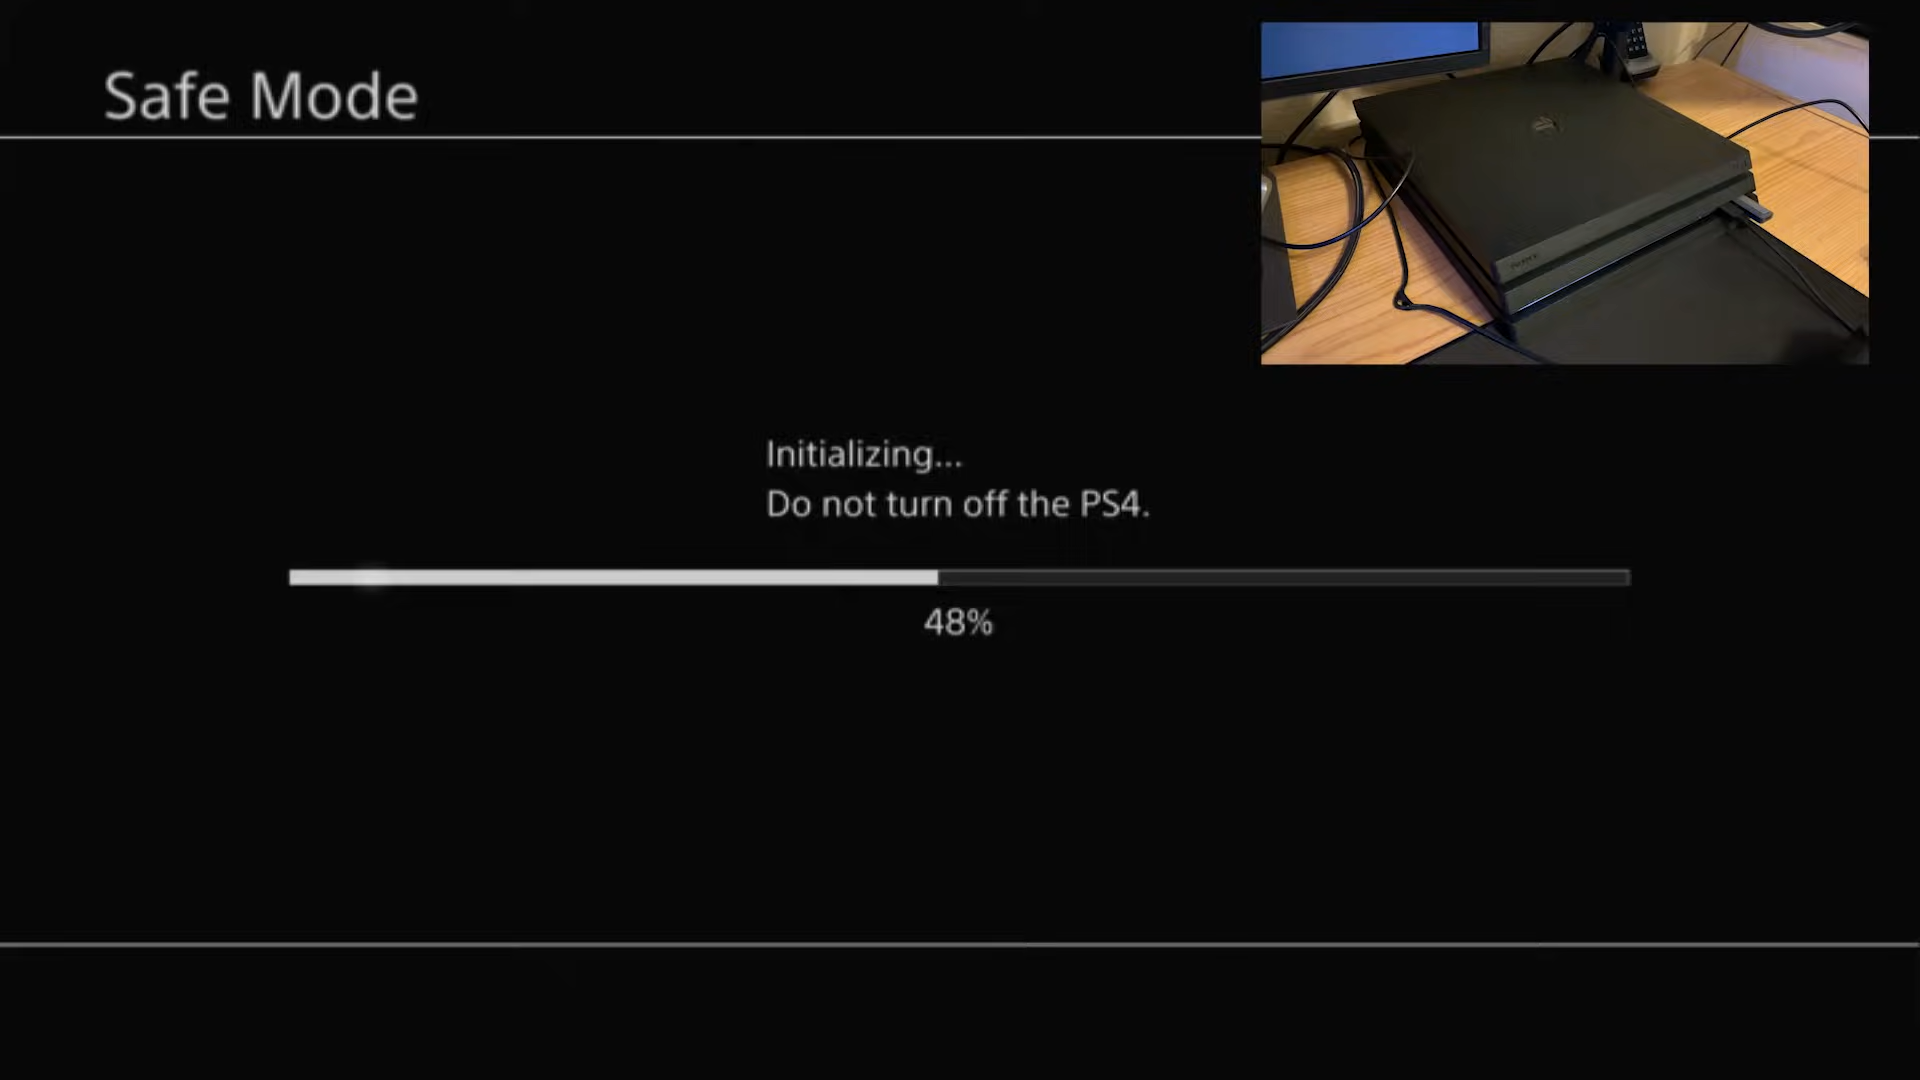 Safe Mode
Initializing...
Do not turn off the PS4.
48%